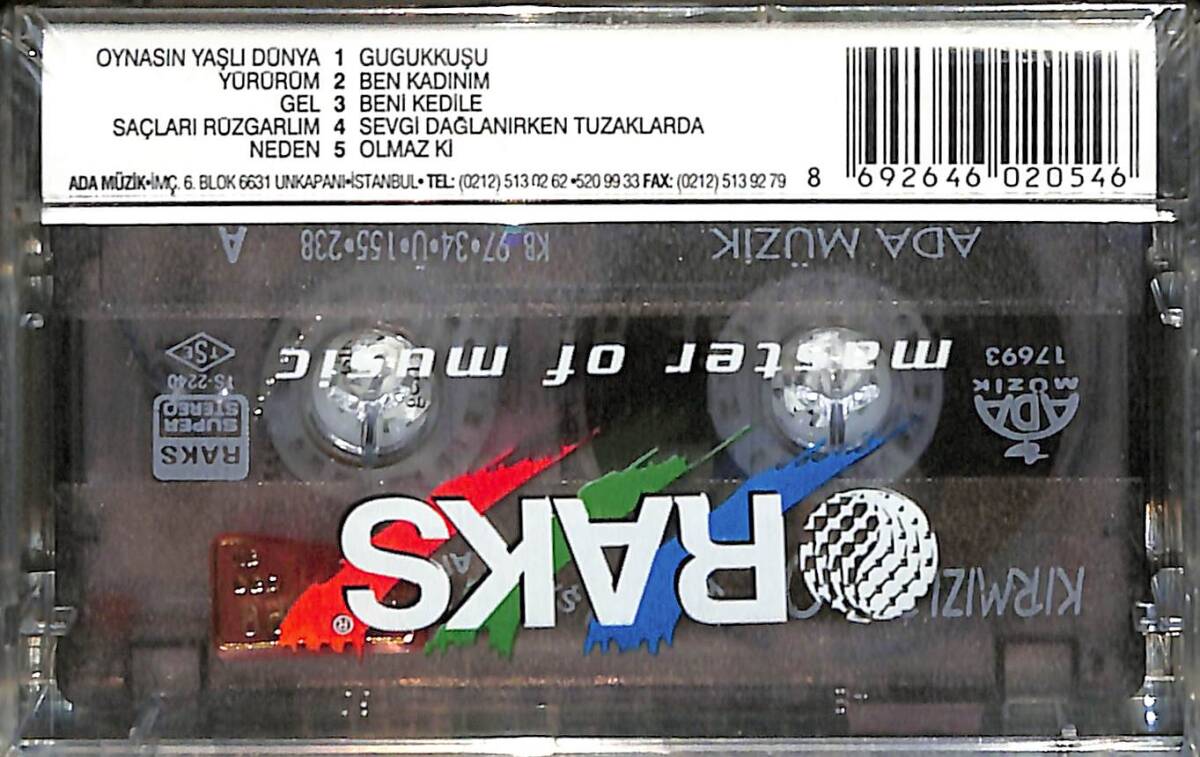 OYNASIN YAŞLI DÜNYA 1 GUGUKKUŞU
YÜRÜRÜM 2 BEN KADINIM
GEL 3 BENI KEDILE
SAÇLARI RÜZGARLIM 4 SEVGI DAĞLANIRKEN TUZAKLARDA
NEDEN 5 OLMAZ KI
ADA MÜZİK•İMÇ. 6. BLOK 6631 UNKAPANI•İSTANBUL• TEL: (0212) 513 02 62 •520 99 33 FAX: (0212) 513 92 79
8 692646 020546
ADA MÜZİK
KB.97•34•Ü•155•238
A
master of music
17693
ADA
MÜZİK
TSE
TS-2240
RAKS
SUPER
STEREO
RAKS®
KIRMIZI